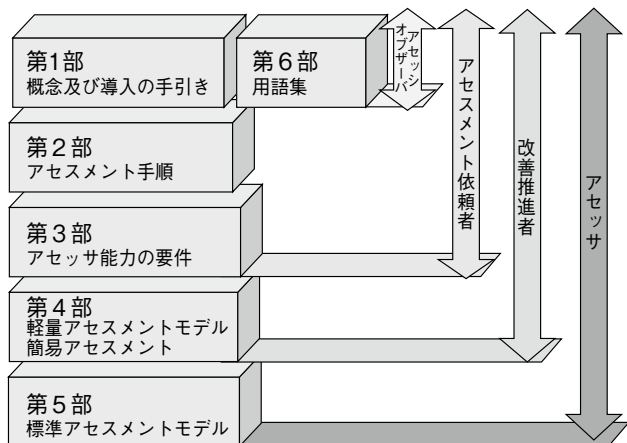 第1部
概念及び導入の手引き
第6部
用語集
アセッシ
オブザーバ
アセスメント依頼者
改善推進者
アセッサ
第2部
アセスメント手順
第3部
アセッサ能力の要件
第4部
軽量アセスメントモデル
簡易アセスメント
第5部
標準アセスメントモデル